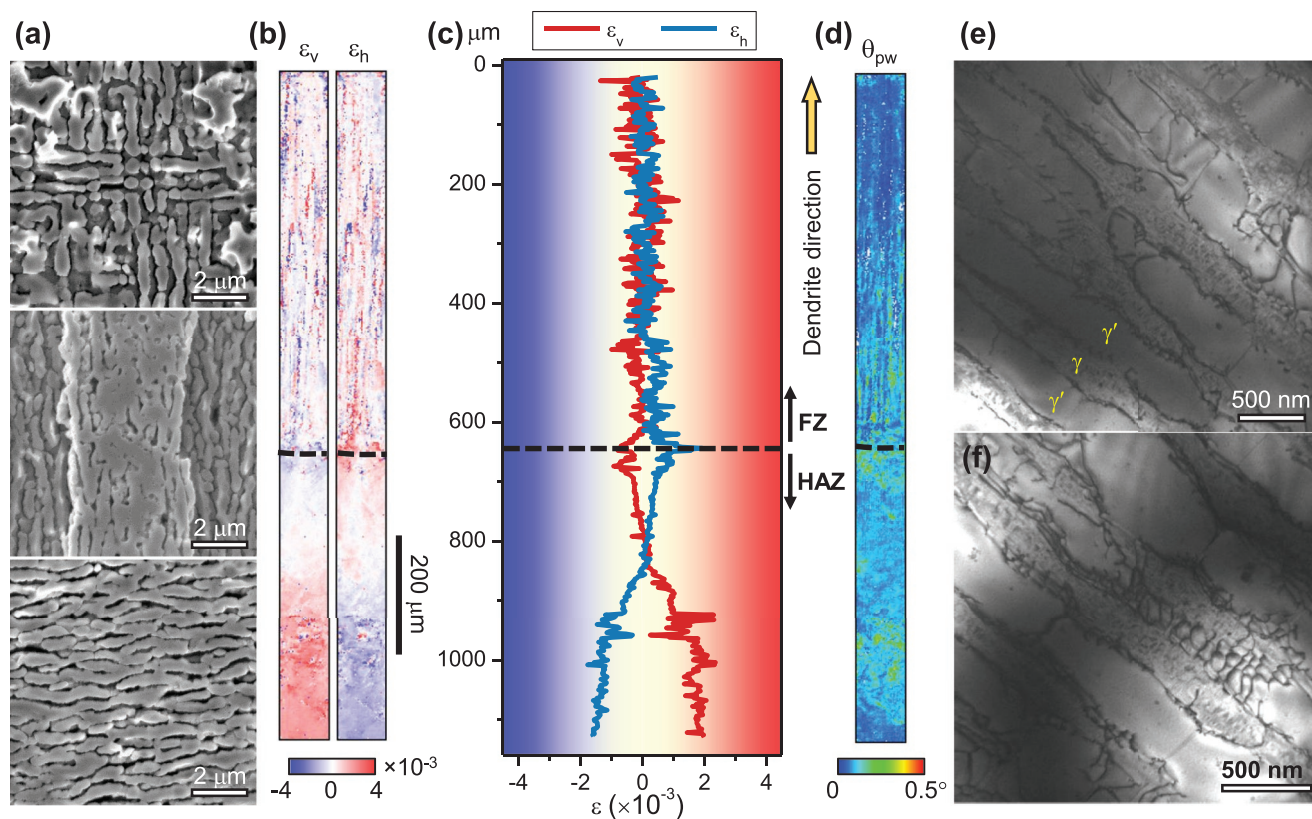 (a)
2 μm
2 μm
2 μm
(b)
εv
εh
200 μm
×10-3
-4
0
4
(c)
μm
εv
εh
0
200
400
600
800
1000
-4
-2
0
2
4
ε (×10-3)
Dendrite direction
FZ
HAZ
(d)
θpw
0
0.5°
(e)
γ'
γ
γ'
500 nm
(f)
500 nm